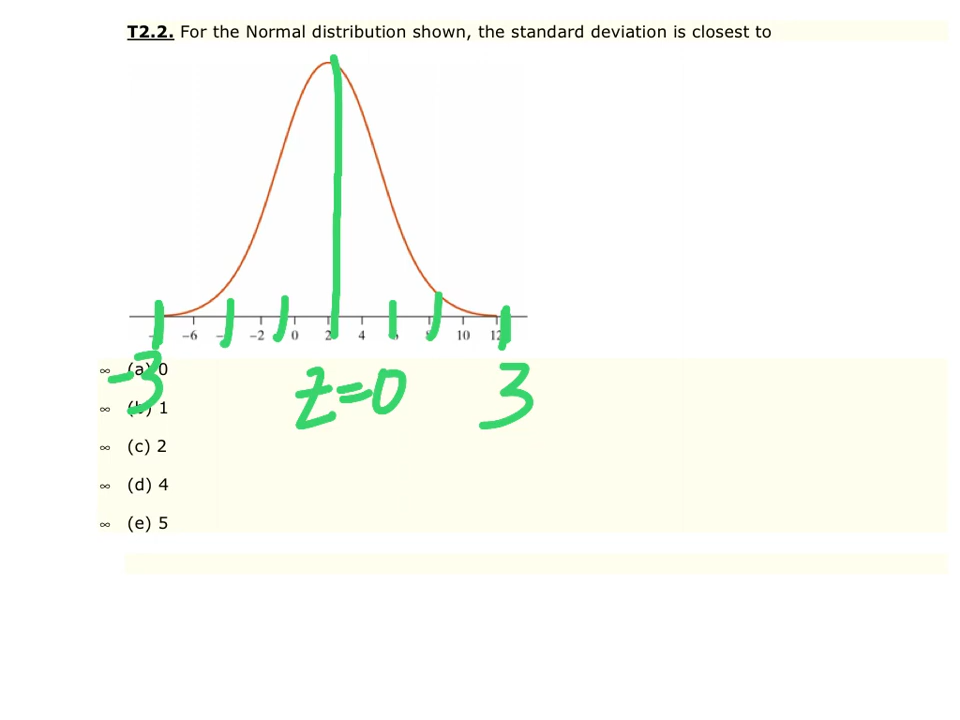 T2.2. For the Normal distribution shown, the standard deviation is closest to
-6 -2 0 2 4 10
-3 z=0 3
∞ (a) 0
∞ (b) 1
∞ (c) 2
∞ (d) 4
∞ (e) 5